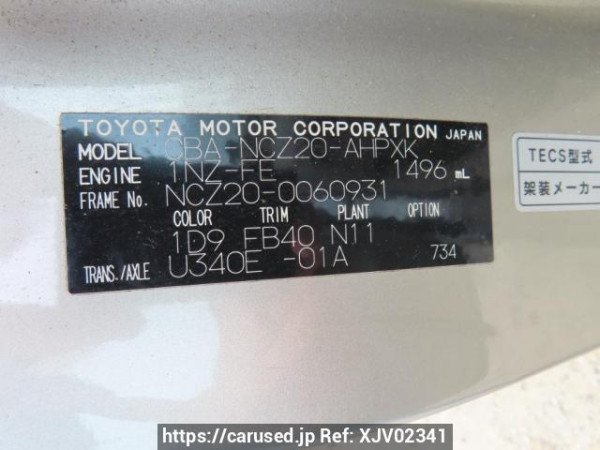 TOYOTA MOTOR CORPORATION JAPAN
MODEL CBA-NCZ20-AHPXK
ENGINE 1NZ-FE 1496 mL
FRAME No. NCZ20-0060931
COLOR TRIM PLANT OPTION
1D9 FB40 N11
TRANS./AXLE U340E -01A 734
TECS型式
架装メーカー
https://carused.jp Ref: XJV02341